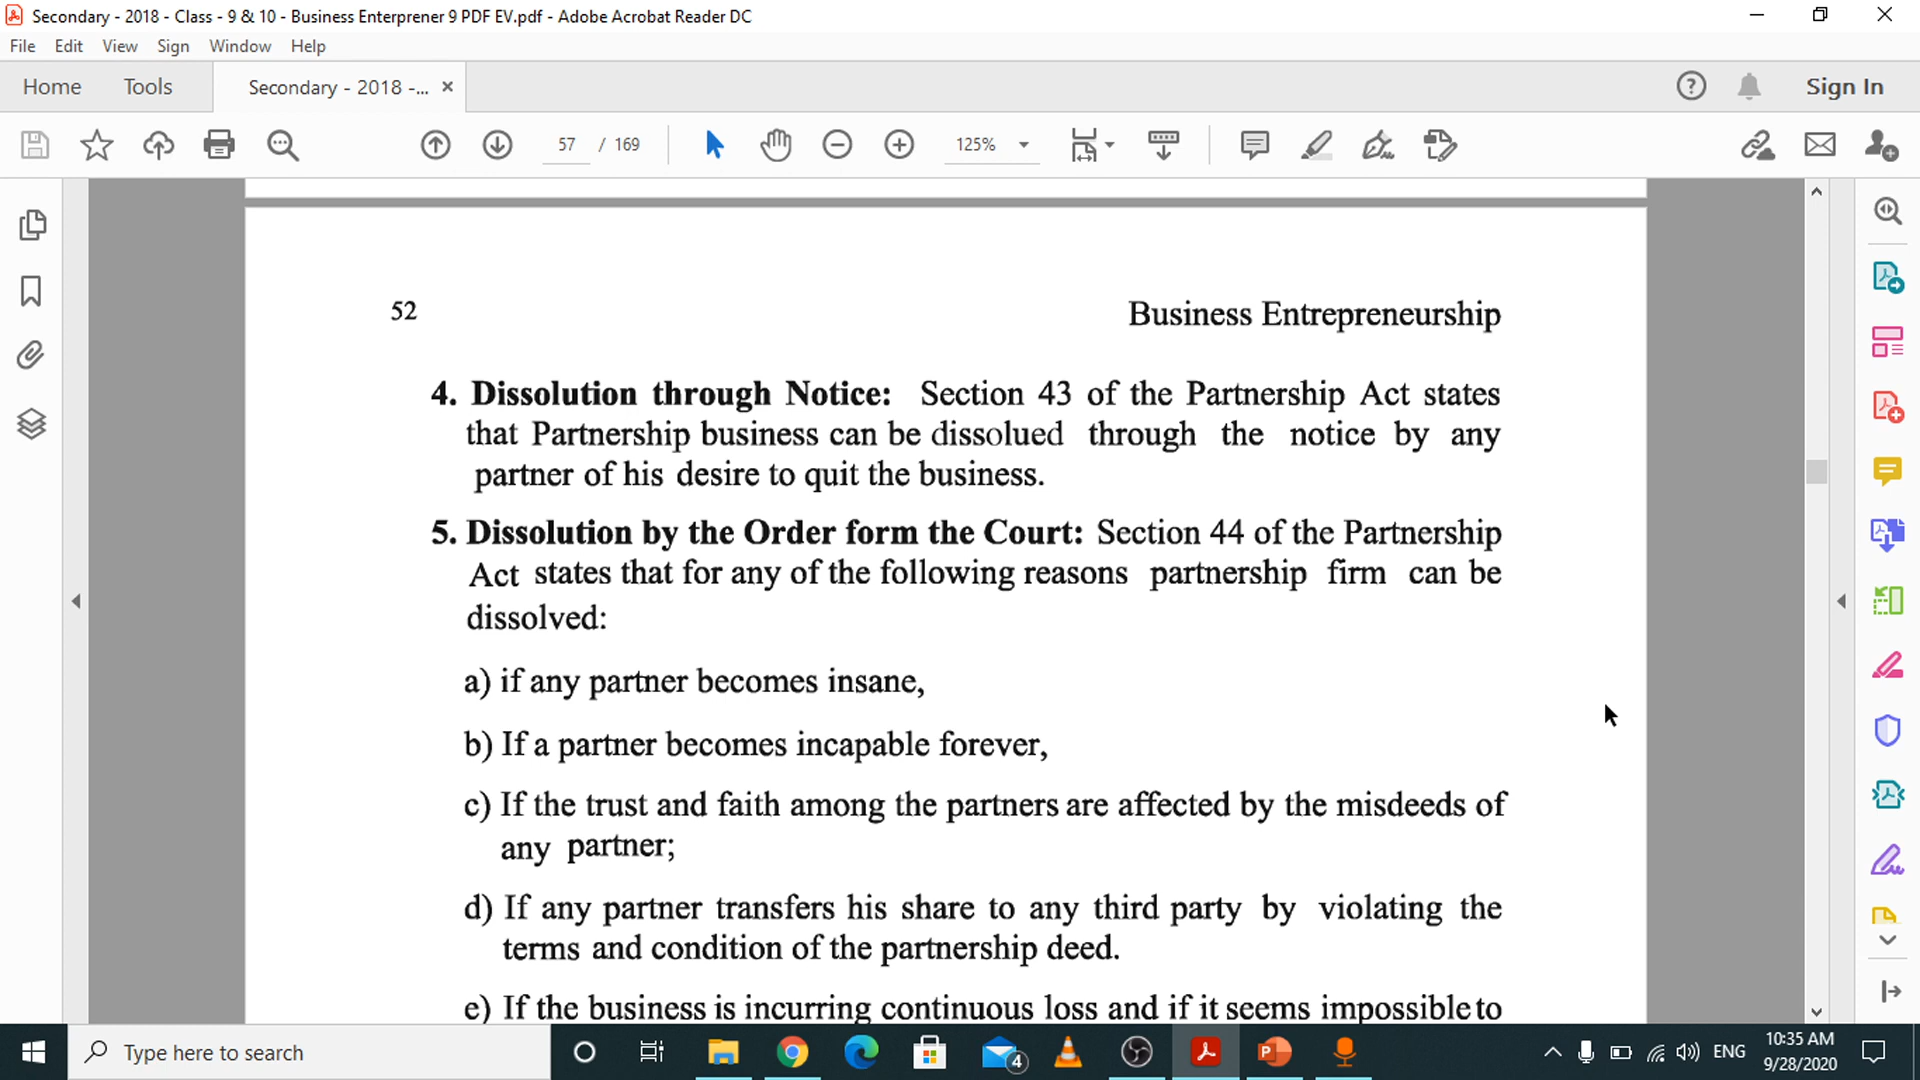 Secondary - 2018 - Class - 9 & 10 - Business Enterprener 9 PDF EV.pdf - Adobe Acrobat Reader DC
File Edit View Sign Window Help
Home Tools Secondary - 2018 -... × Sign In
57 / 169 125%
52 Business Entrepreneurship
4. Dissolution through Notice: Section 43 of the Partnership Act states
that Partnership business can be dissolued through the notice by any
partner of his desire to quit the business.
5. Dissolution by the Order form the Court: Section 44 of the Partnership
Act states that for any of the following reasons partnership firm can be
dissolved:
a) if any partner becomes insane,
b) If a partner becomes incapable forever,
c) If the trust and faith among the partners are affected by the misdeeds of
any partner;
d) If any partner transfers his share to any third party by violating the
terms and condition of the partnership deed.
e) If the business is incurring continuous loss and if it seems impossible to
Type here to search 4 ENG 10:35 AM
9/28/2020